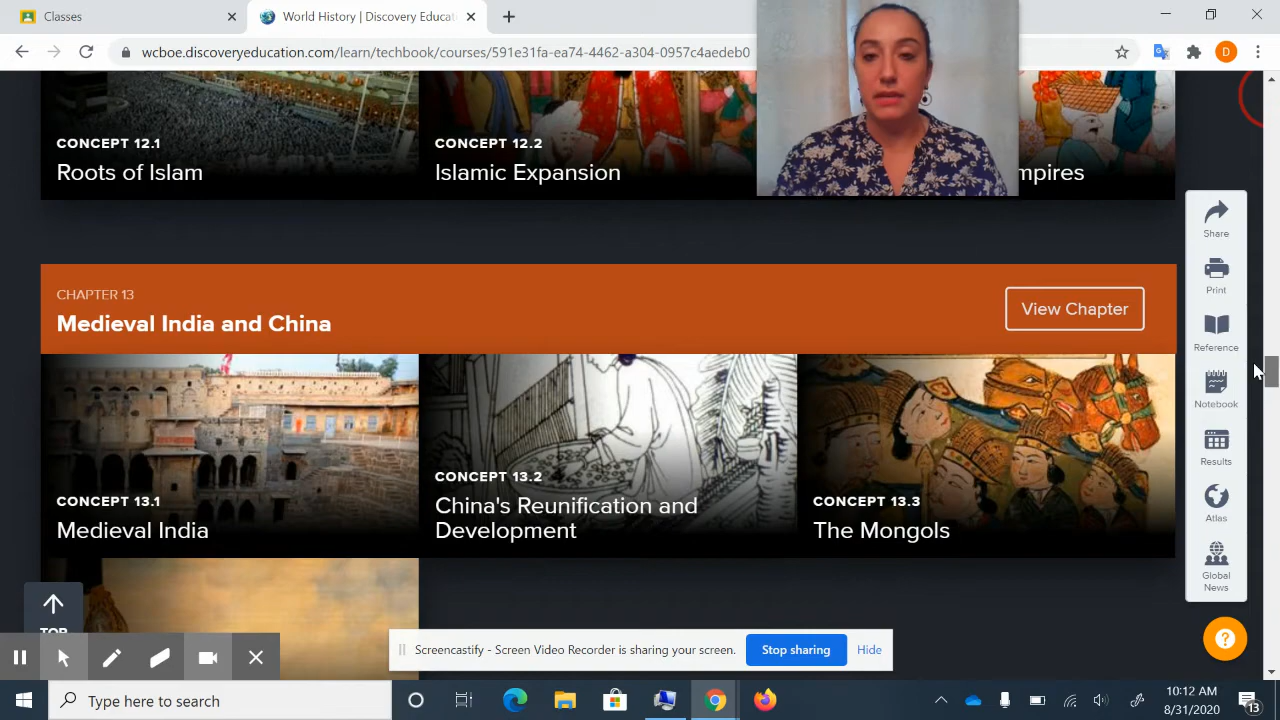 Classes
World History | Discovery Educat
wcboe.discoveryeducation.com/learn/techbook/courses/591e31fa-ea74-4462-a304-0957c4aedeb0
D
CONCEPT 12.1
Roots of Islam
CONCEPT 12.2
Islamic Expansion
mpires
CHAPTER 13
Medieval India and China
View Chapter
CONCEPT 13.1
Medieval India
CONCEPT 13.2
China's Reunification and
Development
CONCEPT 13.3
The Mongols
Share
Print
Reference
Notebook
Results
Atlas
Global
News
TOP
Screencastify - Screen Video Recorder is sharing your screen.
Stop sharing
Hide
Type here to search
10:12 AM
8/31/2020
13